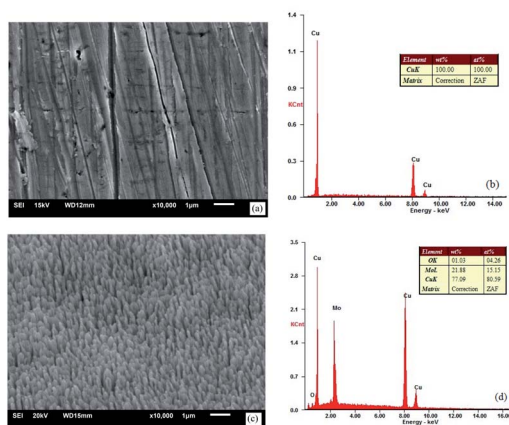 SEI 15kV WD12mm x10,000 1µm
(a)
1.4
1.1
0.8
KCnt
0.6
0.3
0.0
Cu
Cu
Cu
Element wt% at%
CuK 100.00 100.00
Matrix Correction ZAF
(b)
2.00 4.00 6.00 8.00 10.00 12.00 14.00
Energy - keV
SEI 20kV WD15mm x10,000 1µm
(c)
3.5
2.8
2.1
KCnt
1.4
0.7
0.0
Cu
Mo
O
Cu
Cu
Element wt% at%
OK 01.03 04.26
MoL 21.88 15.15
CuK 77.09 80.59
Matrix Correction ZAF
(d)
2.00 4.00 6.00 8.00 10.00 12.00 14.00
Energy - keV